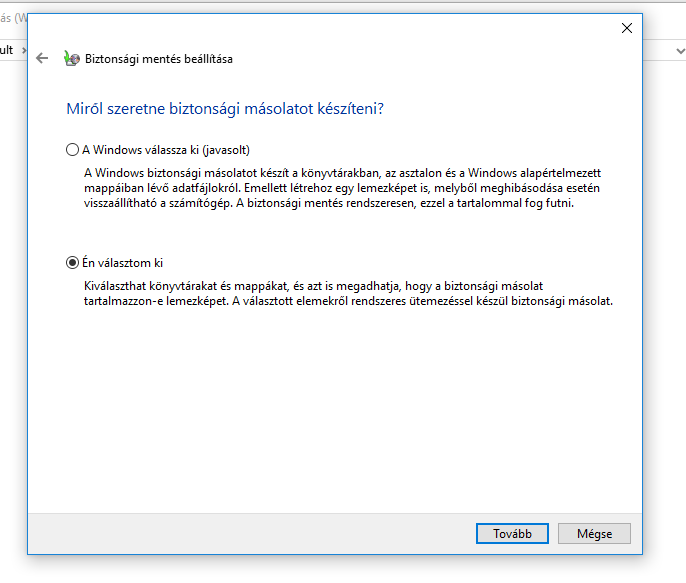 ás (W
ult
Biztonsági mentés beállítása
Miről szeretne biztonsági másolatot készíteni?
A Windows válassza ki (javasolt)
A Windows biztonsági másolatot készít a könyvtárakban, az asztalon és a Windows alapértelmezett
mappáiban lévő adatfájlokról. Emellett létrehoz egy lemezképet is, melyből meghibásodása esetén
visszaállítható a számítógép. A biztonsági mentés rendszeresen, ezzel a tartalommal fog futni.
Én választom ki
Kiválaszthat könyvtárakat és mappákat, és azt is megadhatja, hogy a biztonsági másolat
tartalmazzon-e lemezképet. A választott elemekről rendszeres ütemezéssel készül biztonsági másolat.
Tovább
Mégse